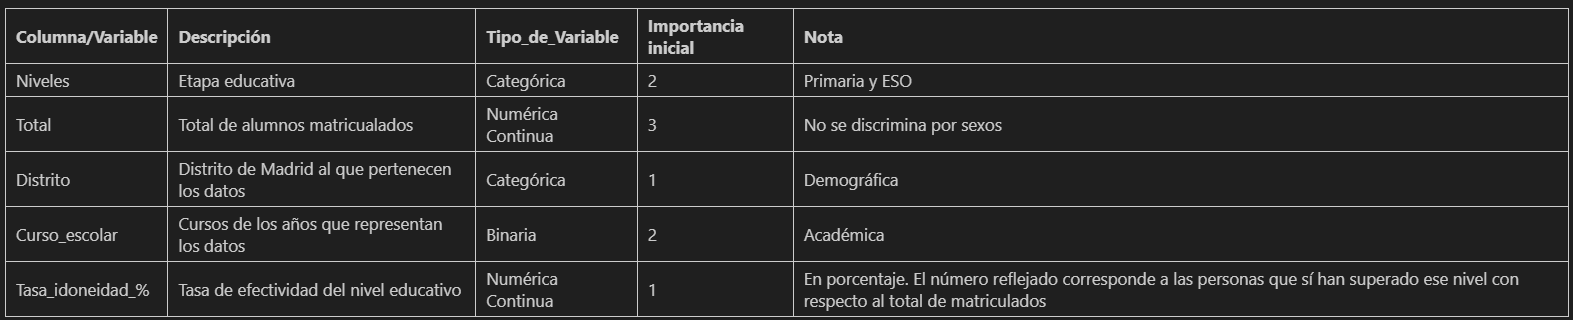 Columna/Variable Descripción Tipo_de_Variable Importancia inicial Nota
Niveles Etapa educativa Categórica 2 Primaria y ESO
Total Total de alumnos matricualados Numérica Continua 3 No se discrimina por sexos
Distrito Distrito de Madrid al que pertenecen los datos Categórica 1 Demográfica
Curso_escolar Cursos de los años que representan los datos Binaria 2 Académica
Tasa_idoneidad_% Tasa de efectividad del nivel educativo Numérica Continua 1 En porcentaje. El número reflejado corresponde a las personas que sí han superado ese nivel con respecto al total de matriculados